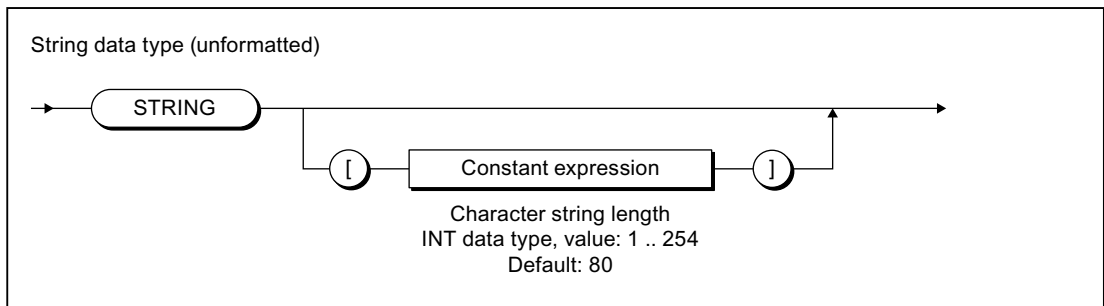 String data type (unformatted)
STRING
[ Constant expression ]
Character string length
INT data type, value: 1 .. 254
Default: 80